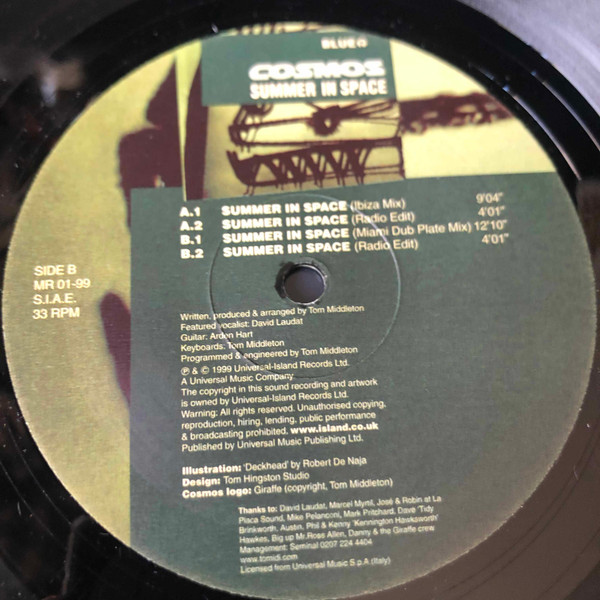 BLUE
COSMOS
SUMMER IN SPACE
A.1 SUMMER IN SPACE (Ibiza Mix) 9'04"
A.2 SUMMER IN SPACE (Radio Edit) 4'01"
B.1 SUMMER IN SPACE (Miami Dub Plate Mix) 12'10"
B.2 SUMMER IN SPACE (Radio Edit) 4'01"
SIDE B
MR 01-99
S.I.A.E.
33 RPM
Written, produced & arranged by Tom Middleton
Featured vocalist: David Laudat
Guitar: Arden Hart
Keyboards: Tom Middleton
Programmed & engineered by Tom Middleton
℗ & © 1999 Universal-Island Records Ltd.
A Universal Music Company.
The copyright in this sound recording and artwork
is owned by Universal-Island Records Ltd.
Warning: All rights reserved. Unauthorised copying,
reproduction, hiring, lending, public performance
& broadcasting prohibited. www.island.co.uk
Published by Universal Music Publishing Ltd.
Illustration: 'Deckhead' by Robert De Naja
Design: Tom Hingston Studio
Cosmos logo: Giraffe (copyright, Tom Middleton)
Thanks to: David Laudat, Marcel Myrtil, José & Robin at La
Placa Sound, Mike Pelanconi, Mark Pritchard, Dave 'Tidy
Brinkworth, Austin, Phil & Kenny 'Kennington Hawksworth'
Hawkes, Big up Mr.Ross Allen, Danny & the Giraffe crew
Management: Seminal 0207 224 4404
www.tomidi.com
Licensed from Universal Music S.p.A (Italy)